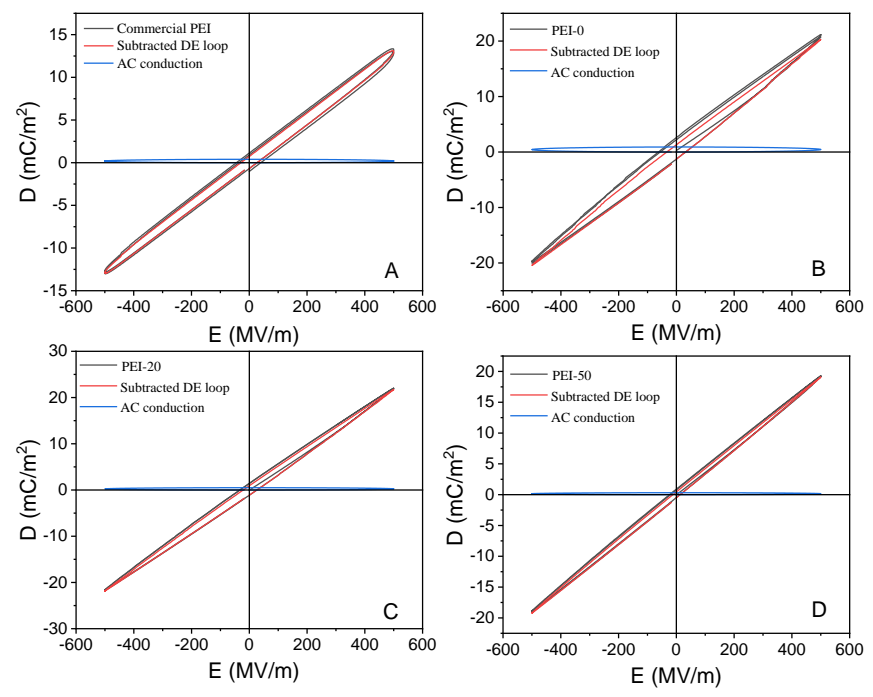 Commercial PEI
Subtracted DE loop
AC conduction
15
10
5
0
-5
-10
-15
D (mC/m²)
-600 -400 -200 0 200 400 600
E (MV/m)
A
PEI-0
Subtracted DE loop
AC conduction
20
10
0
-10
-20
D (mC/m²)
-600 -400 -200 0 200 400 600
E (MV/m)
B
PEI-20
Subtracted DE loop
AC conduction
30
20
10
0
-10
-20
-30
D (mC/m²)
-600 -400 -200 0 200 400 600
E (MV/m)
C
PEI-50
Subtracted DE loop
AC conduction
20
15
10
5
0
-5
-10
-15
-20
D (mC/m²)
-600 -400 -200 0 200 400 600
E (MV/m)
D